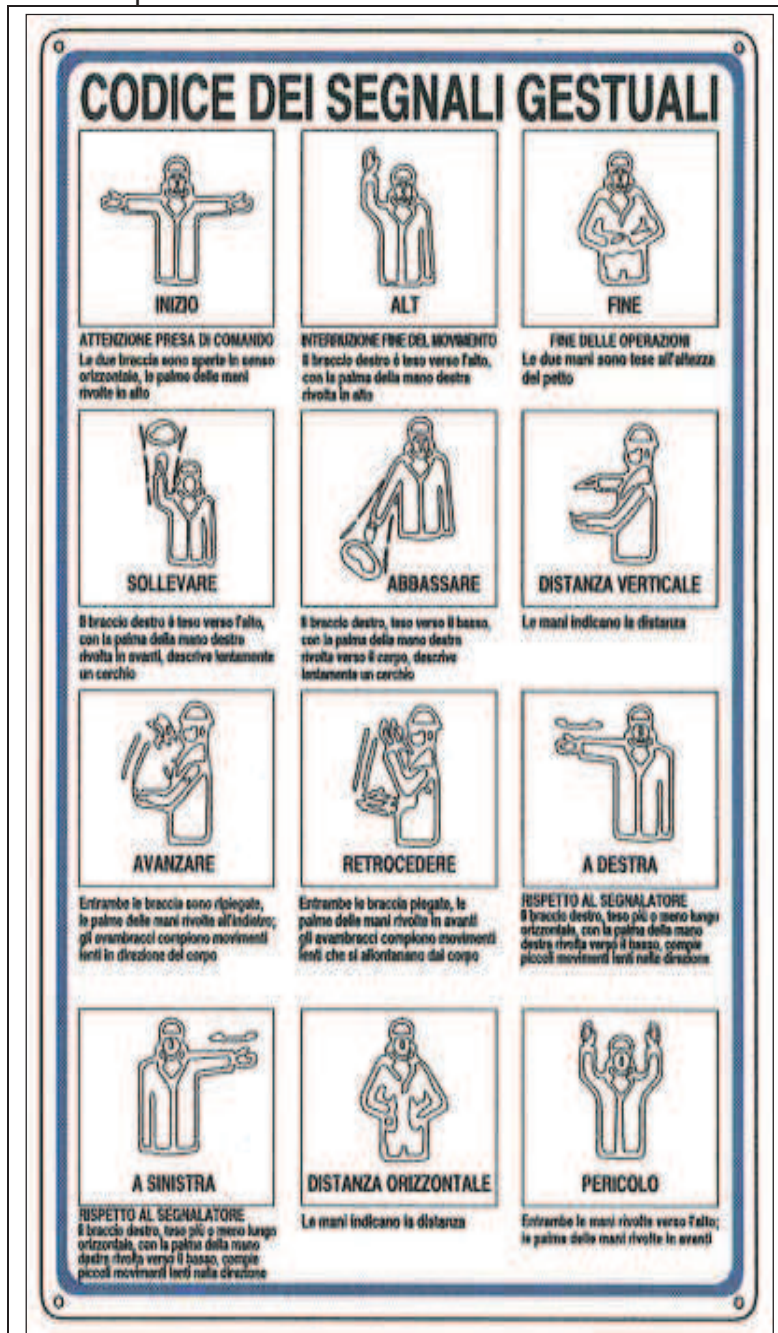 CODICE DEI SEGNALI GESTUALI
INIZIO
ATTENZIONE PRESA DI COMANDO
Le due braccia sono aperte in senso
orizzontale, le palme delle mani
rivolte in alto
ALT
INTERRUZIONE FINE DEL MOVIMENTO
Il braccio destro é teso verso l'alto,
con la palma della mano destra
rivolta in alto
FINE
FINE DELLE OPERAZIONI
Le due mani sono tese all'altezza
del petto
SOLLEVARE
Il braccio destro é teso verso l'alto,
con la palma della mano destra
rivolta in avanti, descrive lentamente
un cerchio
ABBASSARE
Il braccio destro, teso verso il basso,
con la palma della mano destra
rivolta verso il corpo, descrive
lentamente un cerchio
DISTANZA VERTICALE
Le mani indicano la distanza
AVANZARE
Entrambe le braccia sono ripiegate,
le palme delle mani rivolte all'indietro;
gli avambracci compiono movimenti
lenti in direzione del corpo
RETROCEDERE
Entrambe le braccia piegate, le
palme delle mani rivolte in avanti
gli avambracci compiono movimenti
lenti che si allontanano dal corpo
A DESTRA
RISPETTO AL SEGNALATORE
Il braccio destro, teso più o meno lungo
orizzontale, con la palma della mano
destra rivolta verso il basso, compie
piccoli movimenti lenti nella direzione
A SINISTRA
RISPETTO AL SEGNALATORE
Il braccio destro, teso più o meno lungo
orizzontale, con la palma della mano
destra rivolta verso il basso, compie
piccoli movimenti lenti nella direzione
DISTANZA ORIZZONTALE
Le mani indicano la distanza
PERICOLO
Entrambe le mani rivolte verso l'alto;
le palme delle mani rivolte in avanti